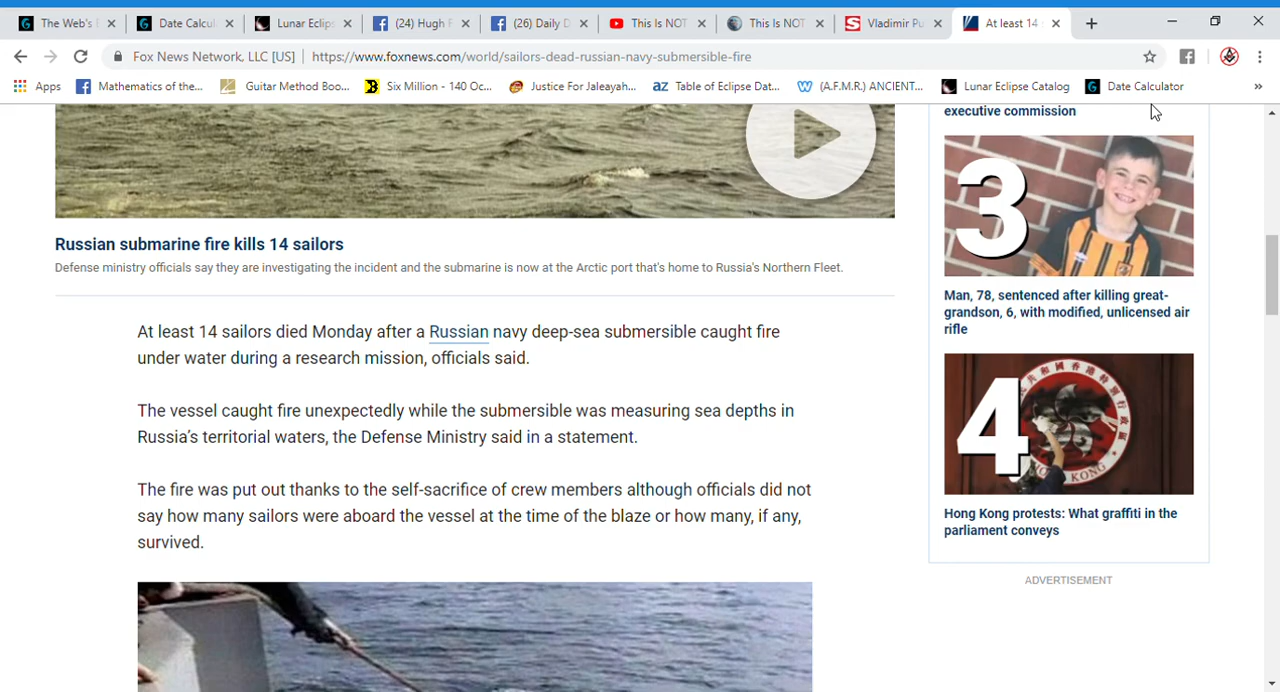 The Web's
Date Calcul
Lunar Eclips
(24) Hugh
(26) Daily D
This Is NOT
This Is NOT
Vladimir Pu
At least 14
Fox News Network, LLC [US] https://www.foxnews.com/world/sailors-dead-russian-navy-submersible-fire
Apps Mathematics of the... Guitar Method Boo... Six Million - 140 Oc... Justice For Jaleayah... az Table of Eclipse Dat... (A.F.M.R.) ANCIENT... Lunar Eclipse Catalog Date Calculator »
Russian submarine fire kills 14 sailors
Defense ministry officials say they are investigating the incident and the submarine is now at the Arctic port that's home to Russia's Northern Fleet.
At least 14 sailors died Monday after a Russian navy deep-sea submersible caught fire
under water during a research mission, officials said.
The vessel caught fire unexpectedly while the submersible was measuring sea depths in
Russia's territorial waters, the Defense Ministry said in a statement.
The fire was put out thanks to the self-sacrifice of crew members although officials did not
say how many sailors were aboard the vessel at the time of the blaze or how many, if any,
survived.
executive commission
3
Man, 78, sentenced after killing great-
grandson, 6, with modified, unlicensed air
rifle
4
HONG KONG
Hong Kong protests: What graffiti in the
parliament conveys
ADVERTISEMENT